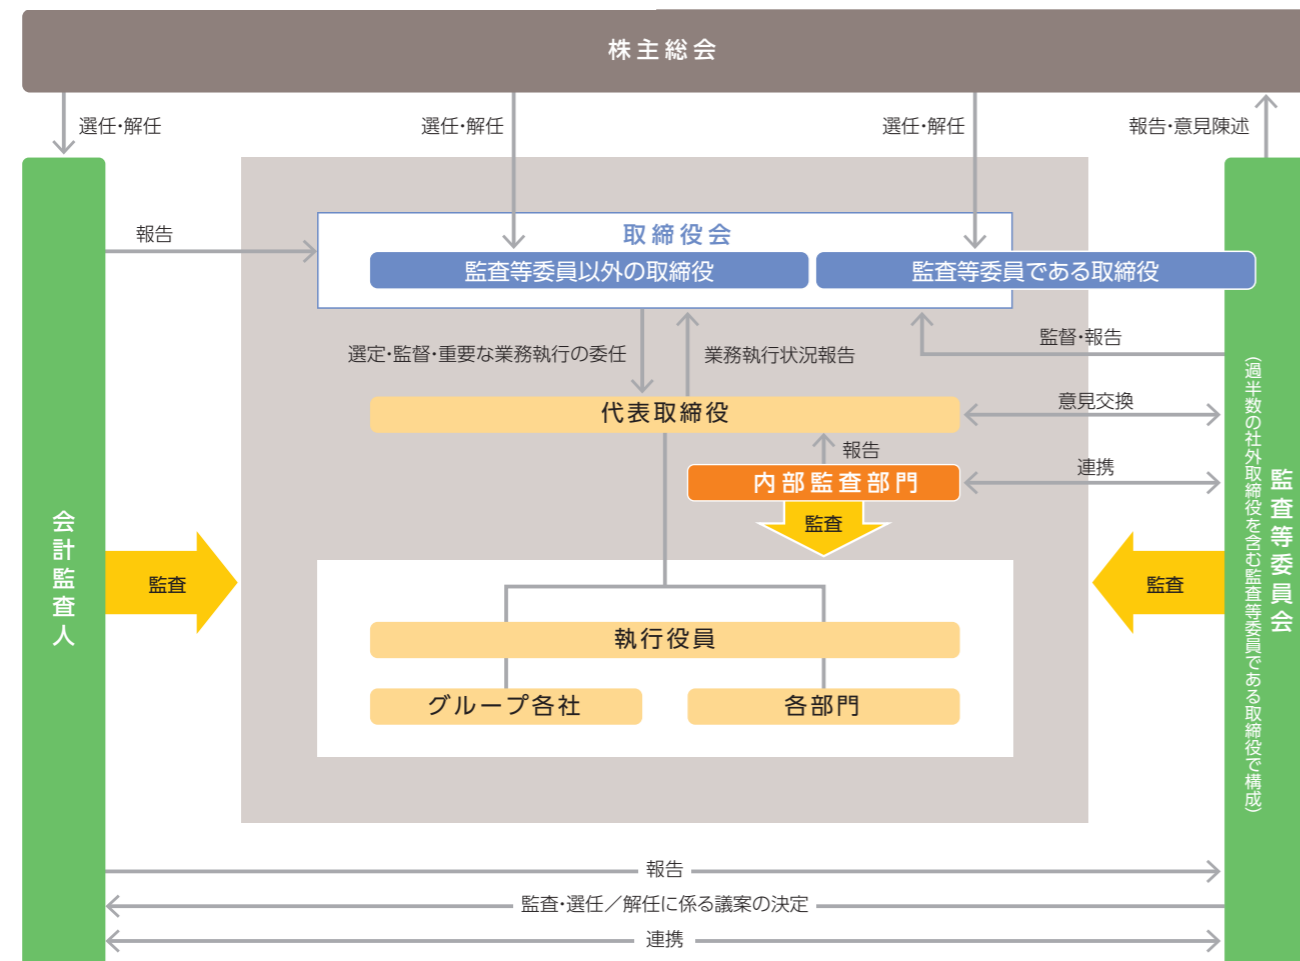 株主総会
選任・解任
選任・解任
選任・解任
報告・意見陳述
報告
取締役会
監査等委員以外の取締役
監査等委員である取締役
監督・報告
選定・監督・重要な業務執行の委任
業務執行状況報告
代表取締役
意見交換
報告
内部監査部門
連携
監査
会計監査人
監査
監査
監査等委員会
(過半数の社外取締役を含む監査等委員である取締役で構成)
執行役員
グループ各社
各部門
報告
監査・選任／解任に係る議案の決定
連携